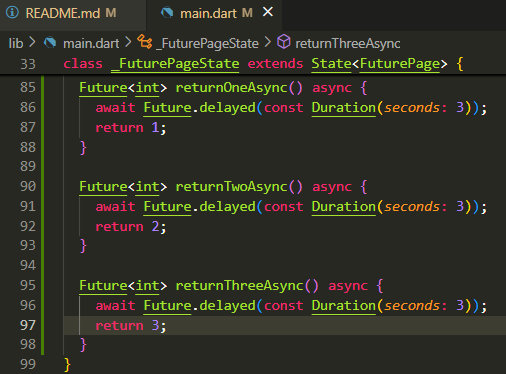 README.md M main.dart M
lib > main.dart > _FuturePageState > returnThreeAsync
33 class _FuturePageState extends State<FuturePage> {
85 Future<int> returnOneAsync() async {
86 await Future.delayed(const Duration(seconds: 3));
87 return 1;
88 }
89
90 Future<int> returnTwoAsync() async {
91 await Future.delayed(const Duration(seconds: 3));
92 return 2;
93 }
94
95 Future<int> returnThreeAsync() async {
96 await Future.delayed(const Duration(seconds: 3));
97 return 3;
98 }
99 }